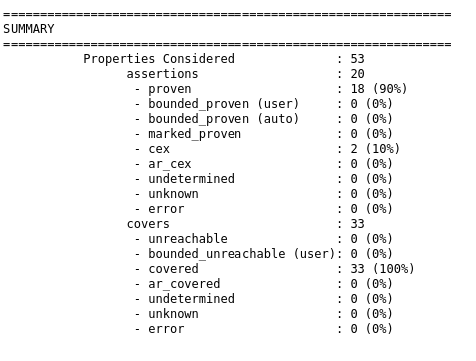 ==============================================================
SUMMARY
==============================================================
           Properties Considered              : 53
                 assertions                   : 20
                  - proven                    : 18 (90%)
                  - bounded_proven (user)     : 0 (0%)
                  - bounded_proven (auto)     : 0 (0%)
                  - marked_proven             : 0 (0%)
                  - cex                       : 2 (10%)
                  - ar_cex                    : 0 (0%)
                  - undetermined              : 0 (0%)
                  - unknown                   : 0 (0%)
                  - error                     : 0 (0%)
                 covers                       : 33
                  - unreachable               : 0 (0%)
                  - bounded_unreachable (user): 0 (0%)
                  - covered                   : 33 (100%)
                  - ar_covered                : 0 (0%)
                  - undetermined              : 0 (0%)
                  - unknown                   : 0 (0%)
                  - error                     : 0 (0%)